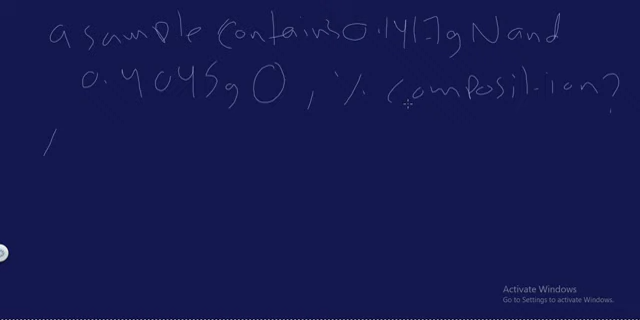 a sample contains 0.1417g N and
0.4045g O, % composition?
Activate Windows
Go to Settings to activate Windows.